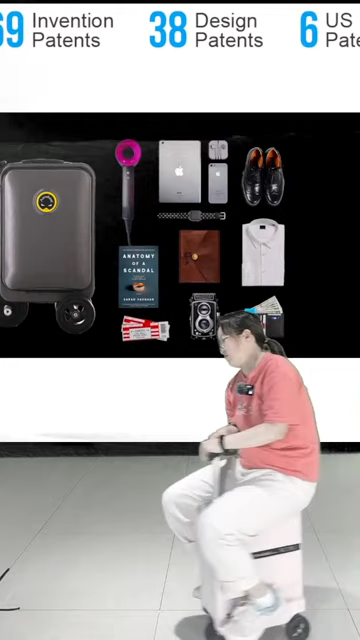 69 Invention Patents
38 Design Patents
6 US
ANATOMY
OF A
SCANDAL
SARAH VAUGHAN